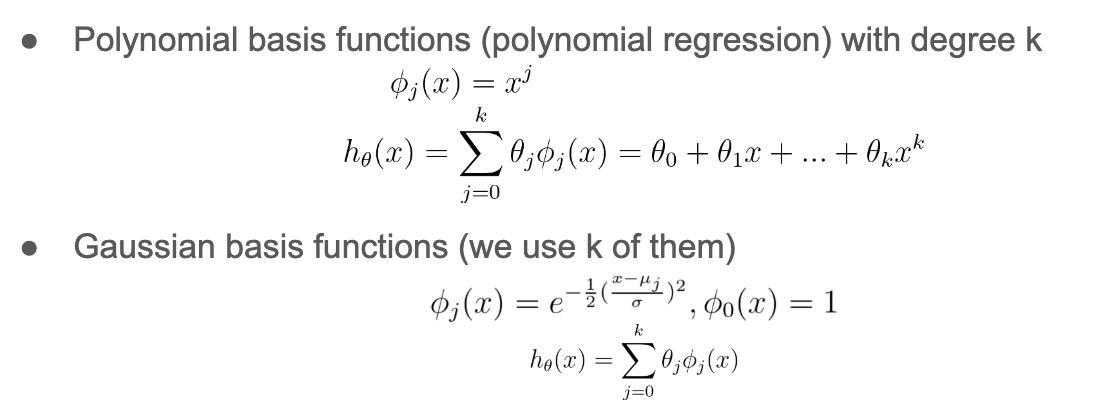 ● Polynomial basis functions (polynomial regression) with degree k
$\phi_j(x) = x^j$
$h_\theta(x) = \sum_{j=0}^{k} \theta_j \phi_j(x) = \theta_0 + \theta_1 x + ... + \theta_k x^k$
● Gaussian basis functions (we use k of them)
$\phi_j(x) = e^{-\frac{1}{2}(\frac{x-\mu_j}{\sigma})^2}, \phi_0(x) = 1$
$h_\theta(x) = \sum_{j=0}^{k} \theta_j \phi_j(x)$